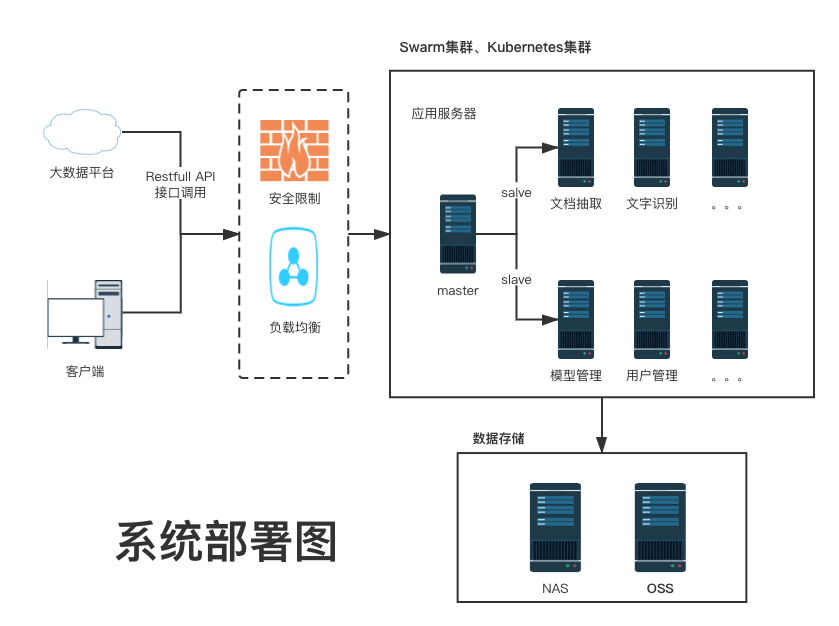 Swarm集群、Kubernetes集群
应用服务器
大数据平台
Restfull API
接口调用
安全限制
负载均衡
客户端
master
salve
slave
文档抽取
文字识别
。。。
模型管理
用户管理
。。。
数据存储
NAS
OSS
系统部署图